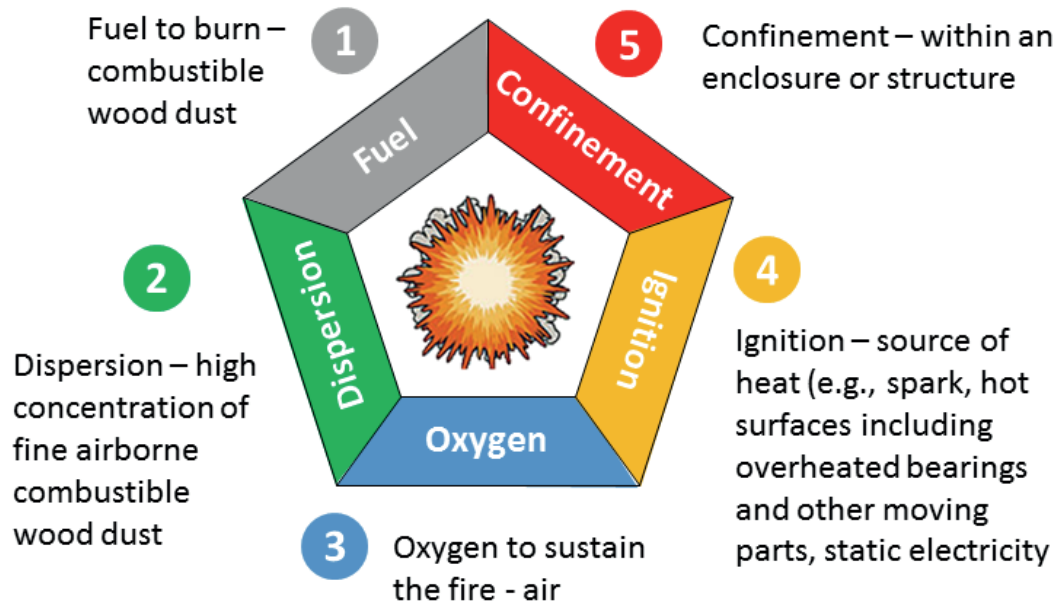 1
Fuel to burn –
combustible
wood dust
Fuel
2
Dispersion – high
concentration of
fine airborne
combustible
wood dust
Dispersion
3
Oxygen to sustain
the fire - air
Oxygen
4
Ignition – source of
heat (e.g., spark, hot
surfaces including
overheated bearings
and other moving
parts, static electricity
Ignition
5
Confinement – within an
enclosure or structure
Confinement